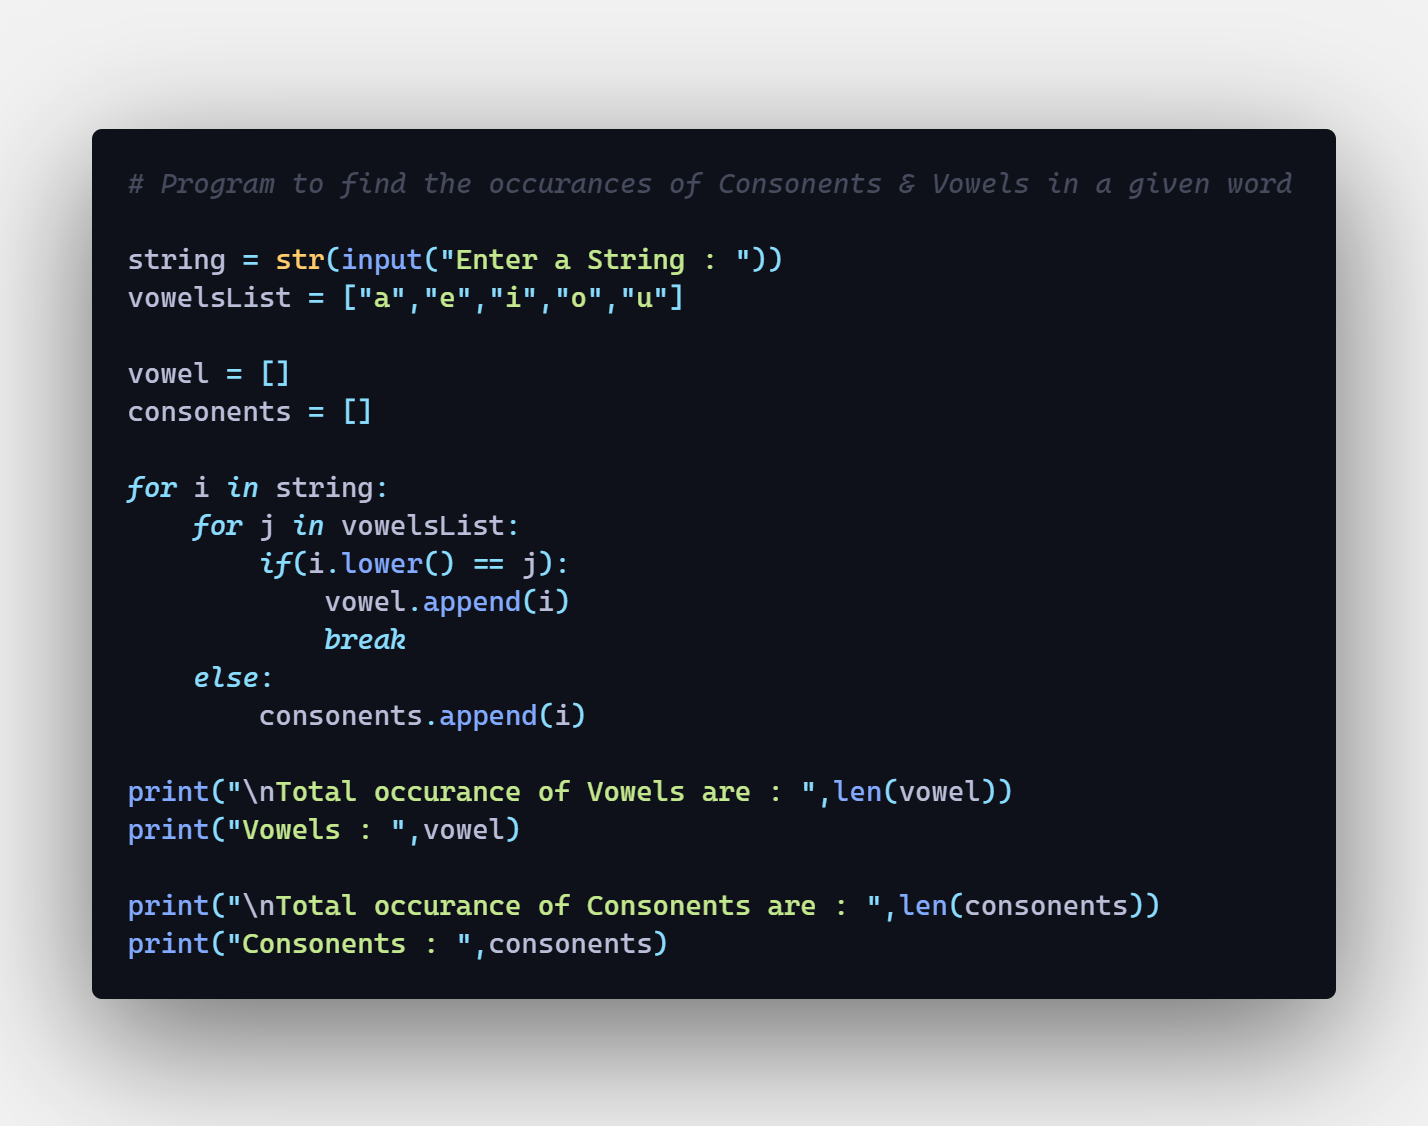 # Program to find the occurances of Consonents & Vowels in a given word
string = str(input("Enter a String : "))
vowelsList = ["a","e","i","o","u"]
vowel = []
consonents = []
for i in string:
    for j in vowelsList:
        if(i.lower() == j):
            vowel.append(i)
            break
    else:
        consonents.append(i)
print("\nTotal occurance of Vowels are : ",len(vowel))
print("Vowels : ",vowel)
print("\nTotal occurance of Consonents are : ",len(consonents))
print("Consonents : ",consonents)